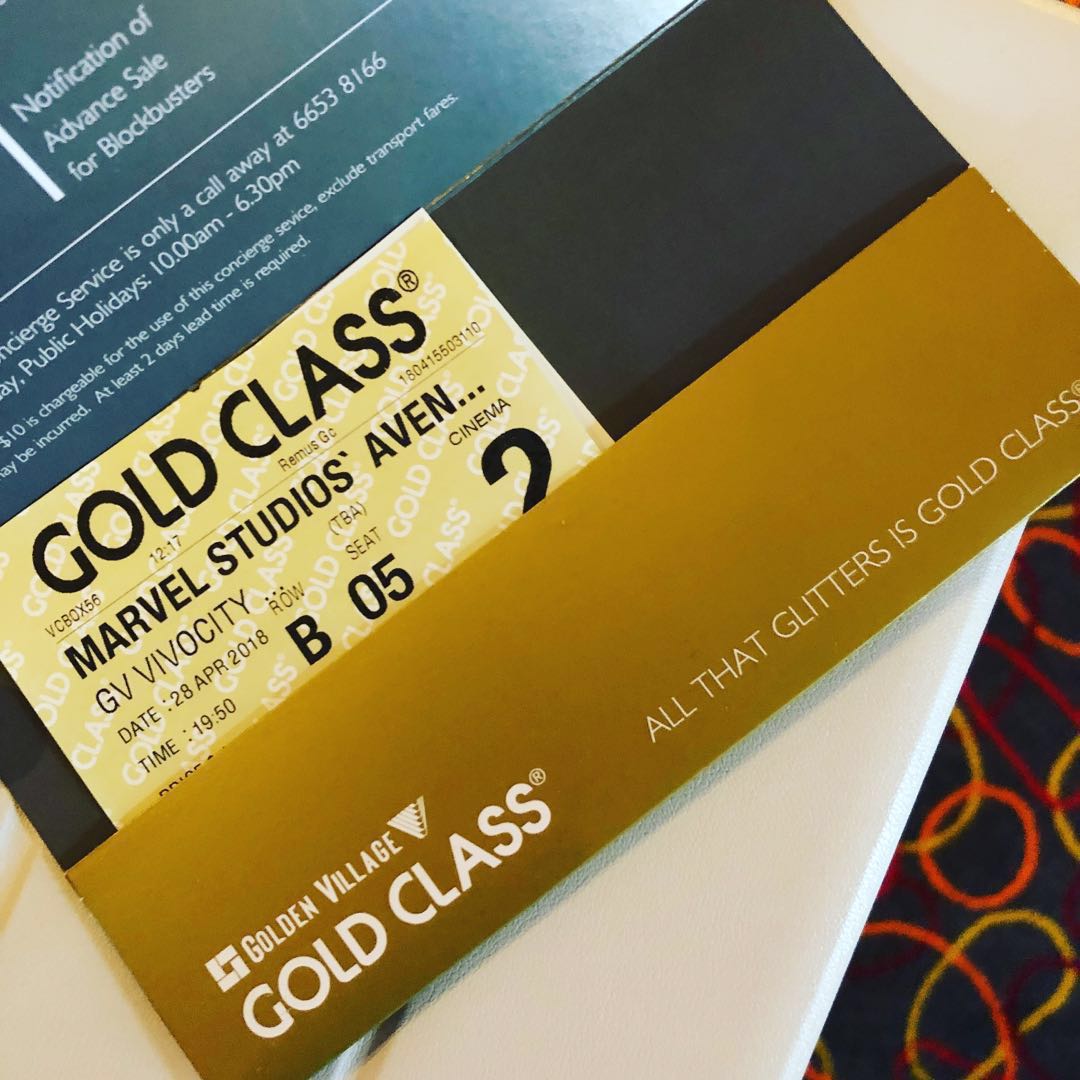 Notification of
Advance Sale
for Blockbusters
Concierge Service is only a call away at 6653 8166
Public Holidays: 10.00am - 6.30pm
$10 is chargeable for the use of this concierge sevice, exclude transport fares.
may be incurred. At least 2 days lead time is required.
GOLD CLASS®
VCBOX56 12:17 Remus Gc 180415503110
MARVEL STUDIOS` AVEN...
GV VIVOCITY ... (TBA) CINEMA
DATE : 28 APR 2018 ROW SEAT 2
TIME : 19:50 B 05
ALL THAT GLITTERS IS GOLD CLASS®
GOLDEN VILLAGE
GOLD CLASS®